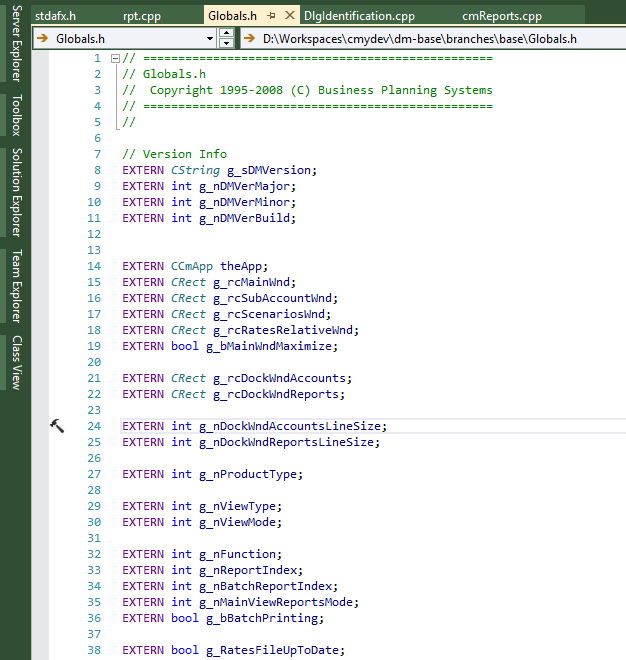 stdafx.h rpt.cpp Globals.h DlgIdentification.cpp cmReports.cpp
Globals.h D:\Workspaces\cmydev\dm-base\branches\base\Globals.h
Server Explorer
Toolbox
Solution Explorer
Team Explorer
Class View
1 // =================================================
2 // Globals.h
3 //  Copyright 1995-2008 (C) Business Planning Systems
4 // =================================================
5 //
6
7 // Version Info
8 EXTERN CString g_sDMVersion;
9 EXTERN int g_nDMVerMajor;
10 EXTERN int g_nDMVerMinor;
11 EXTERN int g_nDMVerBuild;
12
13
14 EXTERN CCmApp theApp;
15 EXTERN CRect g_rcMainWnd;
16 EXTERN CRect g_rcSubAccountWnd;
17 EXTERN CRect g_rcScenariosWnd;
18 EXTERN CRect g_rcRatesRelativeWnd;
19 EXTERN bool g_bMainWndMaximize;
20
21 EXTERN CRect g_rcDockWndAccounts;
22 EXTERN CRect g_rcDockWndReports;
23
24 EXTERN int g_nDockWndAccountsLineSize;
25 EXTERN int g_nDockWndReportsLineSize;
26
27 EXTERN int g_nProductType;
28
29 EXTERN int g_nViewType;
30 EXTERN int g_nViewMode;
31
32 EXTERN int g_nFunction;
33 EXTERN int g_nReportIndex;
34 EXTERN int g_nBatchReportIndex;
35 EXTERN int g_nMainViewReportsMode;
36 EXTERN bool g_bBatchPrinting;
37
38 EXTERN bool g_RatesFileUpToDate;